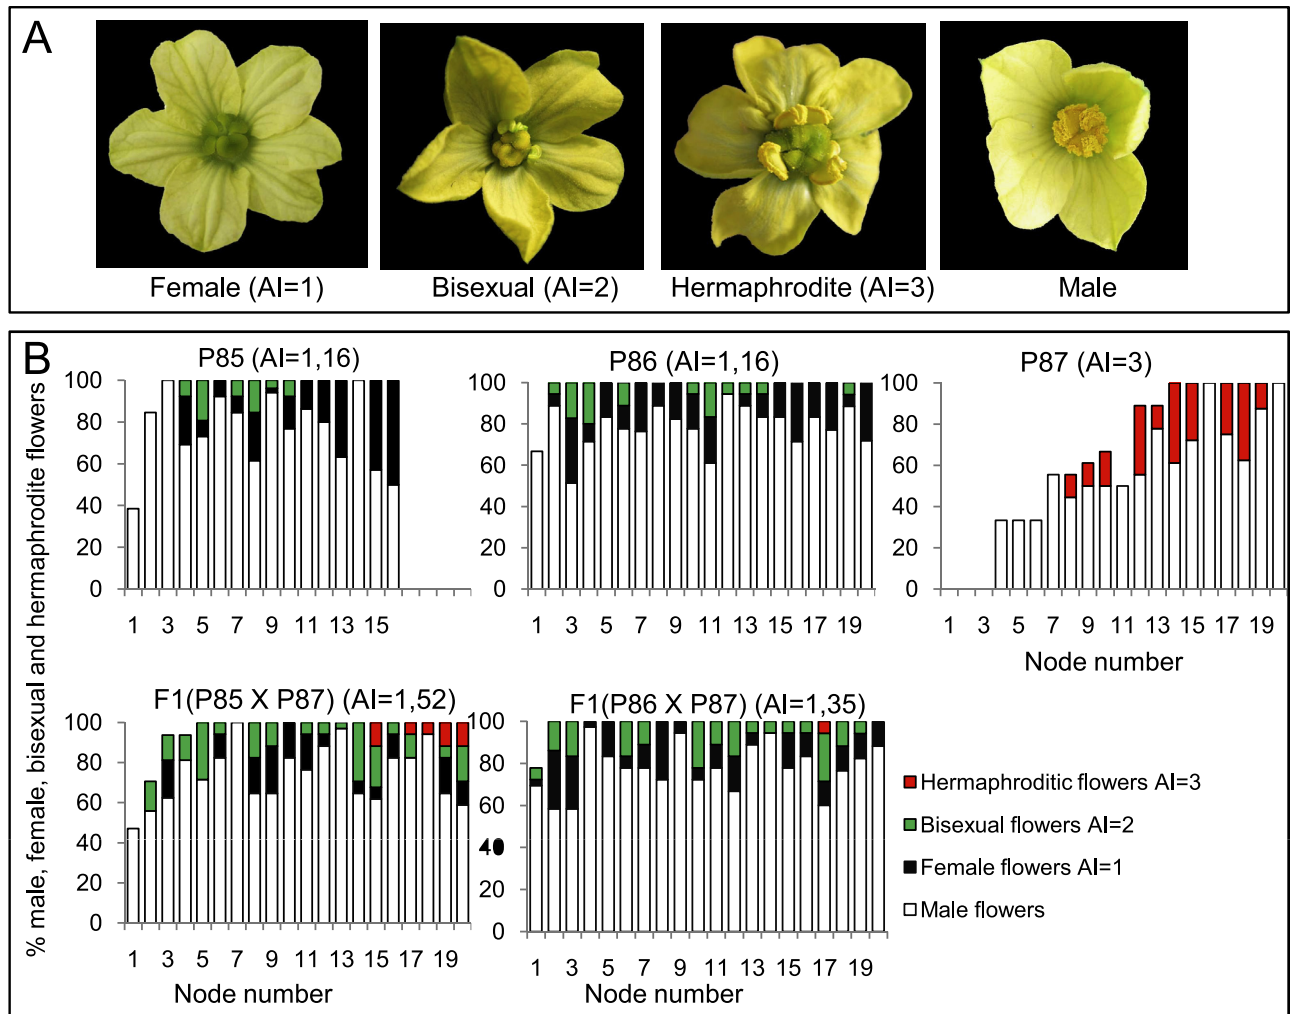 A
Female (AI=1) Bisexual (AI=2) Hermaphrodite (AI=3) Male
B
% male, female, bisexual and hermaphrodite flowers
P85 (AI=1,16)
100
80
60
40
20
0
1 3 5 7 9 11 13 15
P86 (AI=1,16)
100
80
60
40
20
0
1 3 5 7 9 11 13 15 17 19
P87 (AI=3)
100
80
60
40
20
0
1 3 5 7 9 11 13 15 17 19
Node number
F1(P85 X P87) (AI=1,52)
100
80
60
40
20
0
1 3 5 7 9 11 13 15 17 19
Node number
F1(P86 X P87) (AI=1,35)
100
80
60
40
20
0
1 3 5 7 9 11 13 15 17 19
Node number
Hermaphroditic flowers AI=3
Bisexual flowers AI=2
Female flowers AI=1
Male flowers